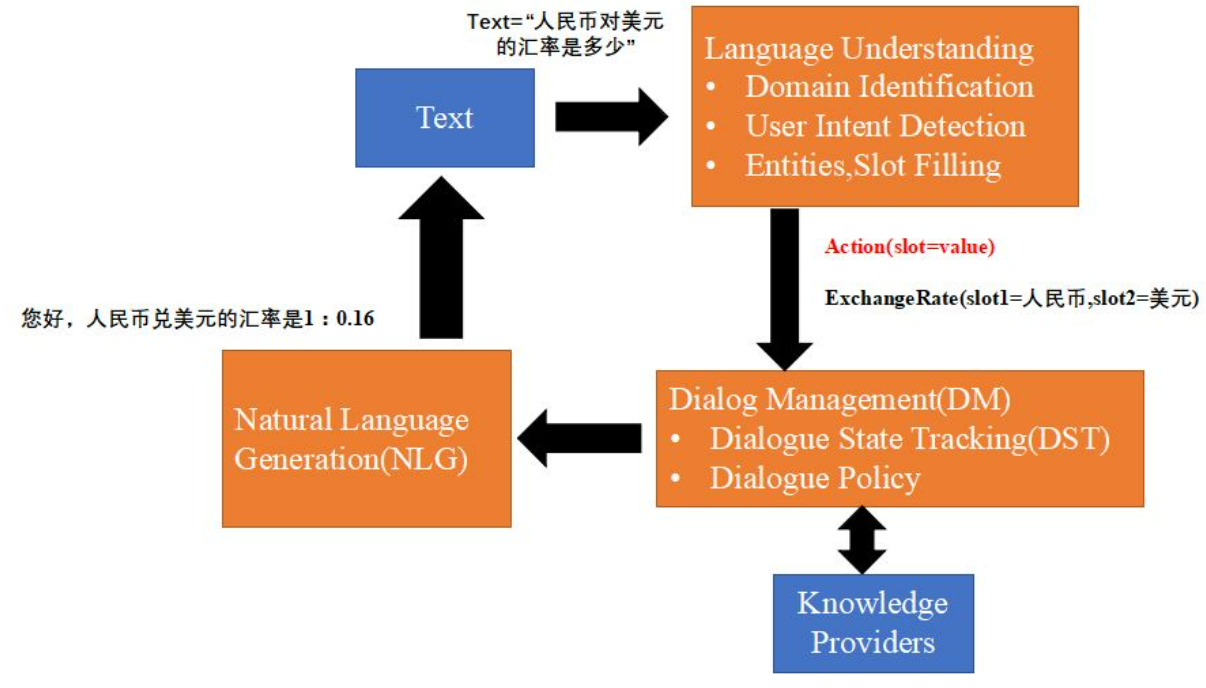 Text=“人民币对美元
的汇率是多少”
Language Understanding
• Domain Identification
• User Intent Detection
• Entities,Slot Filling
Text
Action(slot=value)
ExchangeRate(slot1=人民币,slot2=美元)
您好，人民币兑美元的汇率是1：0.16
Natural Language
Generation(NLG)
Dialog Management(DM)
• Dialogue State Tracking(DST)
• Dialogue Policy
Knowledge
Providers